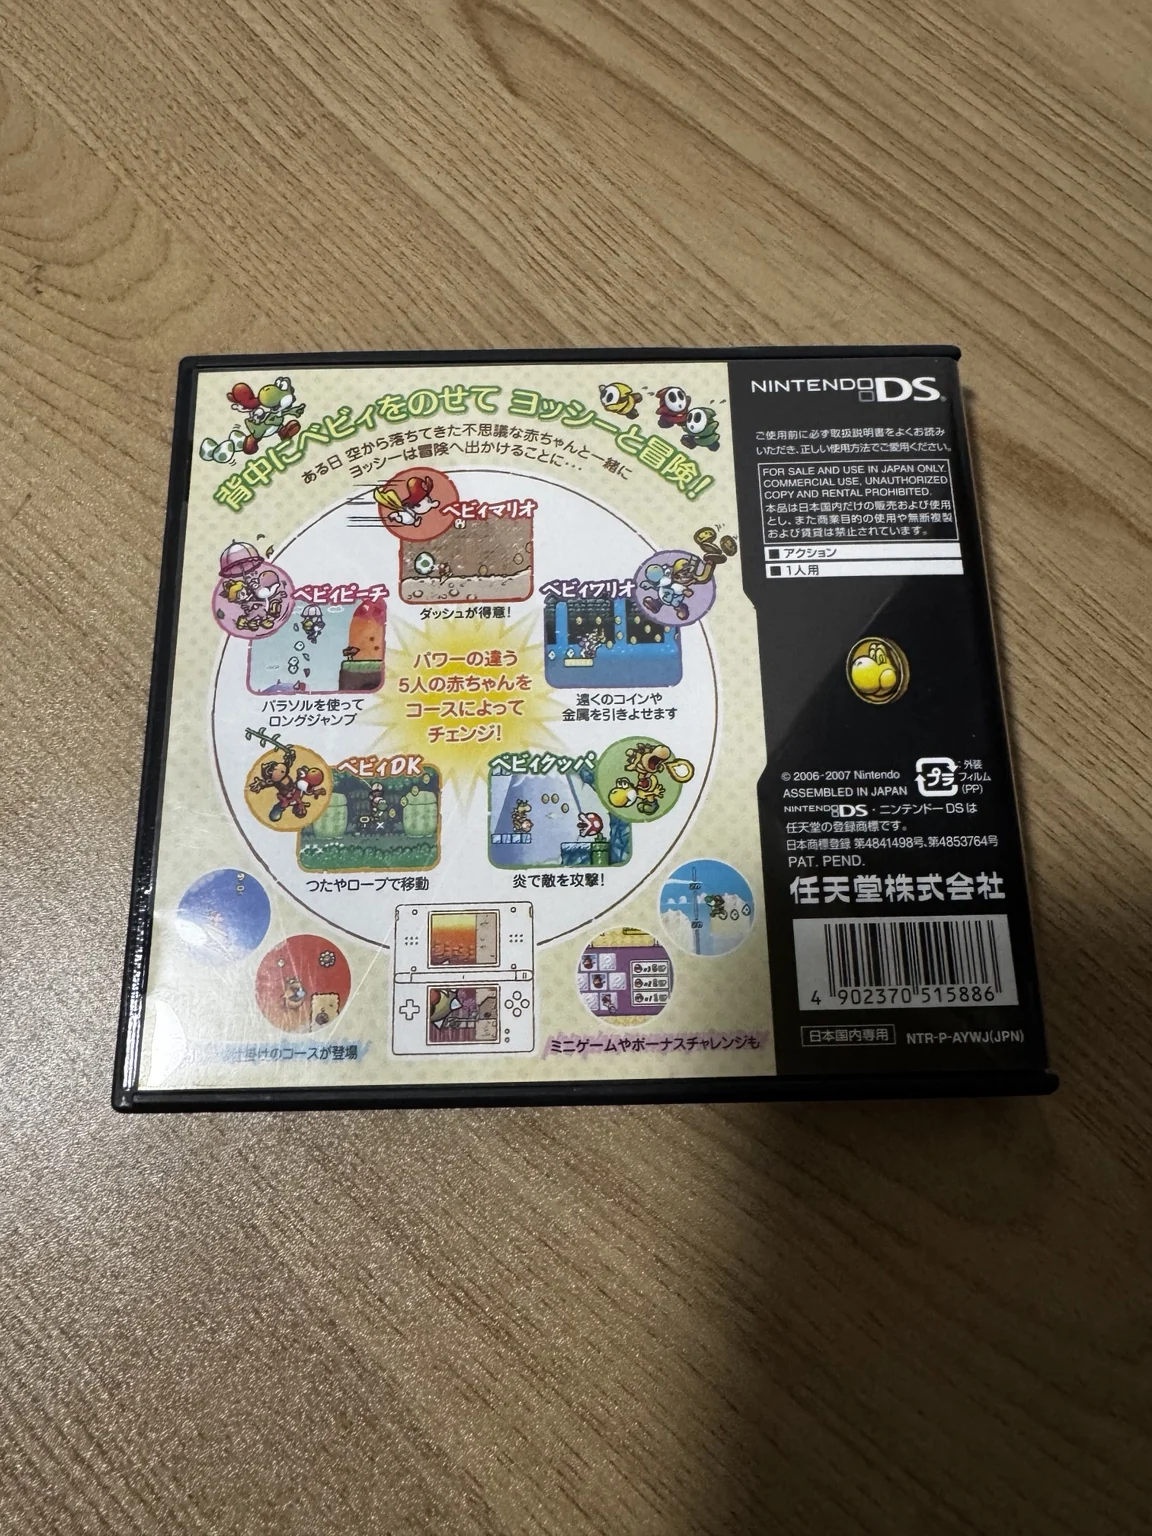 背中にベビィをのせて ヨッシーと冒険!
ある日 空から落ちてきた不思議な赤ちゃんと一緒に
ヨッシーは冒険へ出かけることに・・・
ベビィマリオ
ダッシュが得意!
ベビィピーチ
パラソルを使って
ロングジャンプ
ベビィワリオ
遠くのコインや
金属を引きよせます
パワーの違う
5人の赤ちゃんを
コースによって
チェンジ!
ベビィDK
つたやロープで移動
ベビィクッパ
炎で敵を攻撃!
仕掛けのコースが登場
ミニゲームやボーナスチャレンジも
NINTENDO DS
ご使用前に必ず取扱説明書をよくお読み
いただき、正しい使用方法でご愛用ください。
FOR SALE AND USE IN JAPAN ONLY.
COMMERCIAL USE, UNAUTHORIZED
COPY AND RENTAL PROHIBITED.
本品は日本国内だけの販売および使用
とし、また商業目的の使用や無断複製
および賃貸は禁止されています。
■ アクション
■ 1人用
© 2006-2007 Nintendo
ASSEMBLED IN JAPAN
プラ
外装
フィルム
(PP)
NINTENDO DS・ニンテンドーDSは
任天堂の登録商標です。
日本商標登録 第4841498号、第4853764号
PAT. PEND.
任天堂株式会社
4 902370 515886
日本国内専用
NTR-P-AYWJ(JPN)